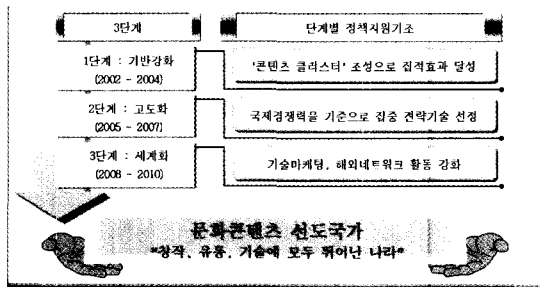 3단계
단계별 정책지원기조
1단계 : 기반강화
(2002 - 2004)
'콘텐츠 클러스터' 조성으로 집적효과 달성
2단계 : 고도화
(2005 - 2007)
국제경쟁력을 기준으로 집중 전략기술 선정
3단계 : 세계화
(2008 - 2010)
기술마케팅, 해외네트워크 활동 강화
문화콘텐츠 선도국가
"창작, 유통, 기술에 모두 뛰어난 나라"